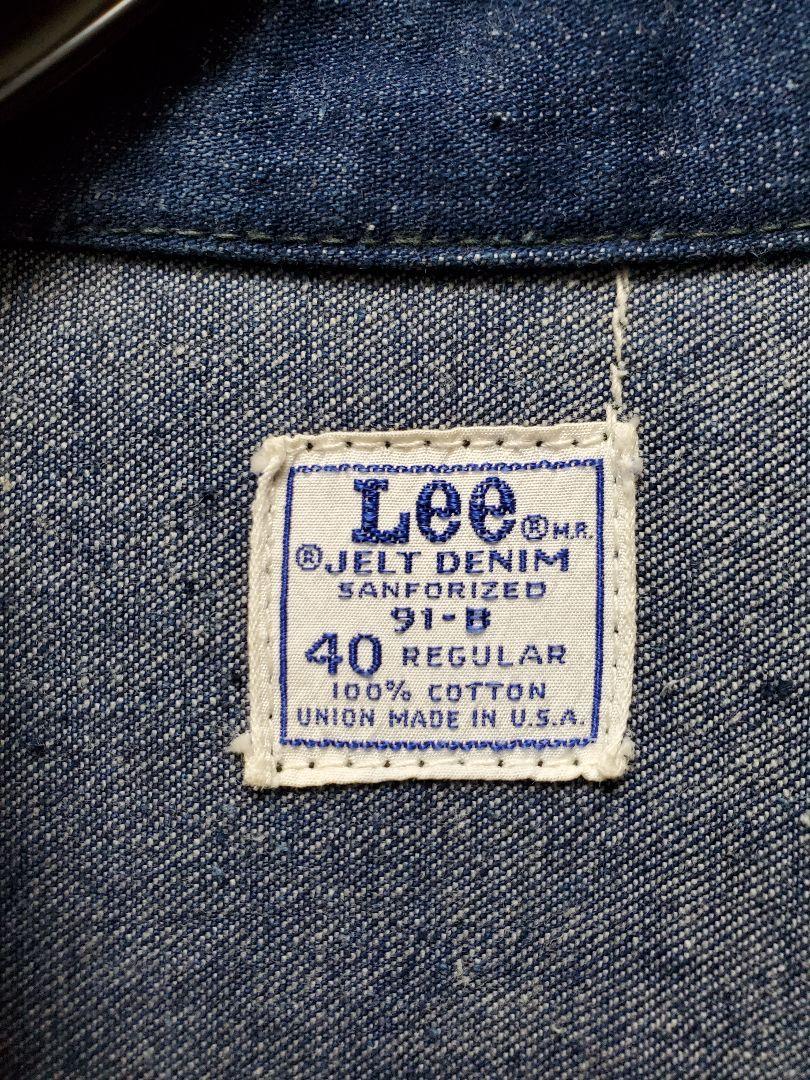 Lee® M.R.
®JELT DENIM
SANFORIZED
91-B
40 REGULAR
100% COTTON
UNION MADE IN U.S.A.